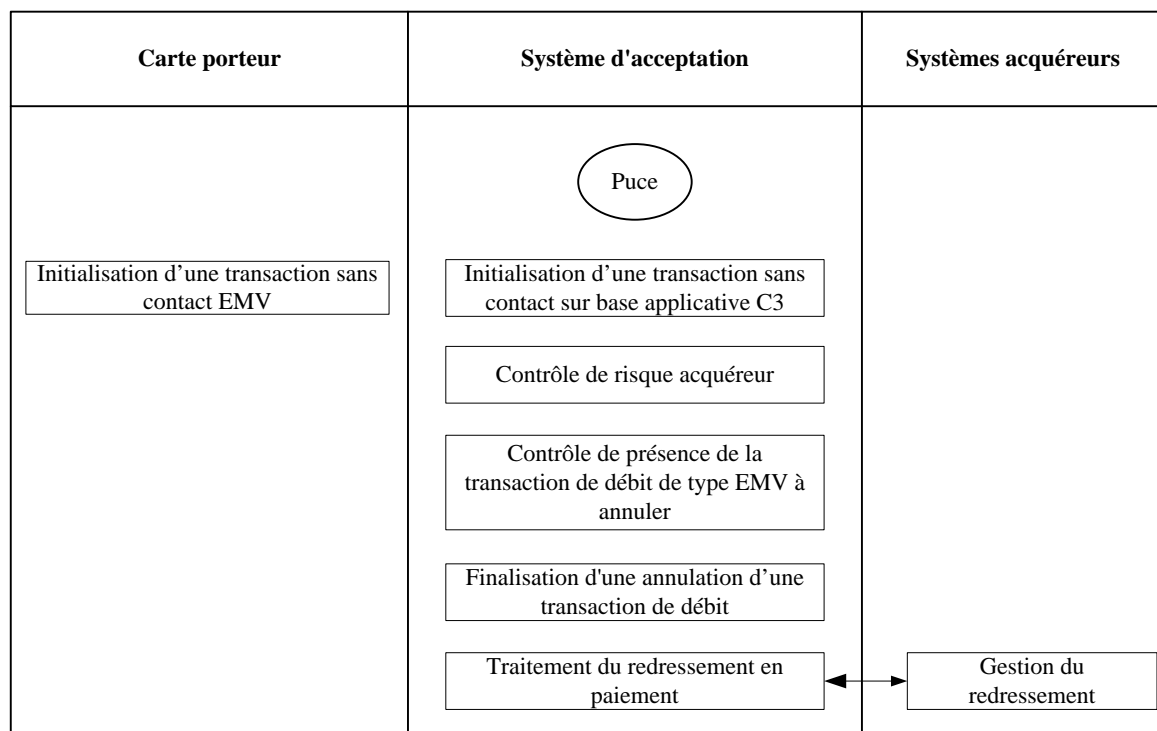 Carte porteur
Système d'acceptation
Systèmes acquéreurs
Puce
Initialisation d’une transaction sans
contact EMV
Initialisation d’une transaction sans
contact sur base applicative C3
Contrôle de risque acquéreur
Contrôle de présence de la
transaction de débit de type EMV à
annuler
Finalisation d'une annulation d’une
transaction de débit
Traitement du redressement en
paiement
Gestion du
redressement